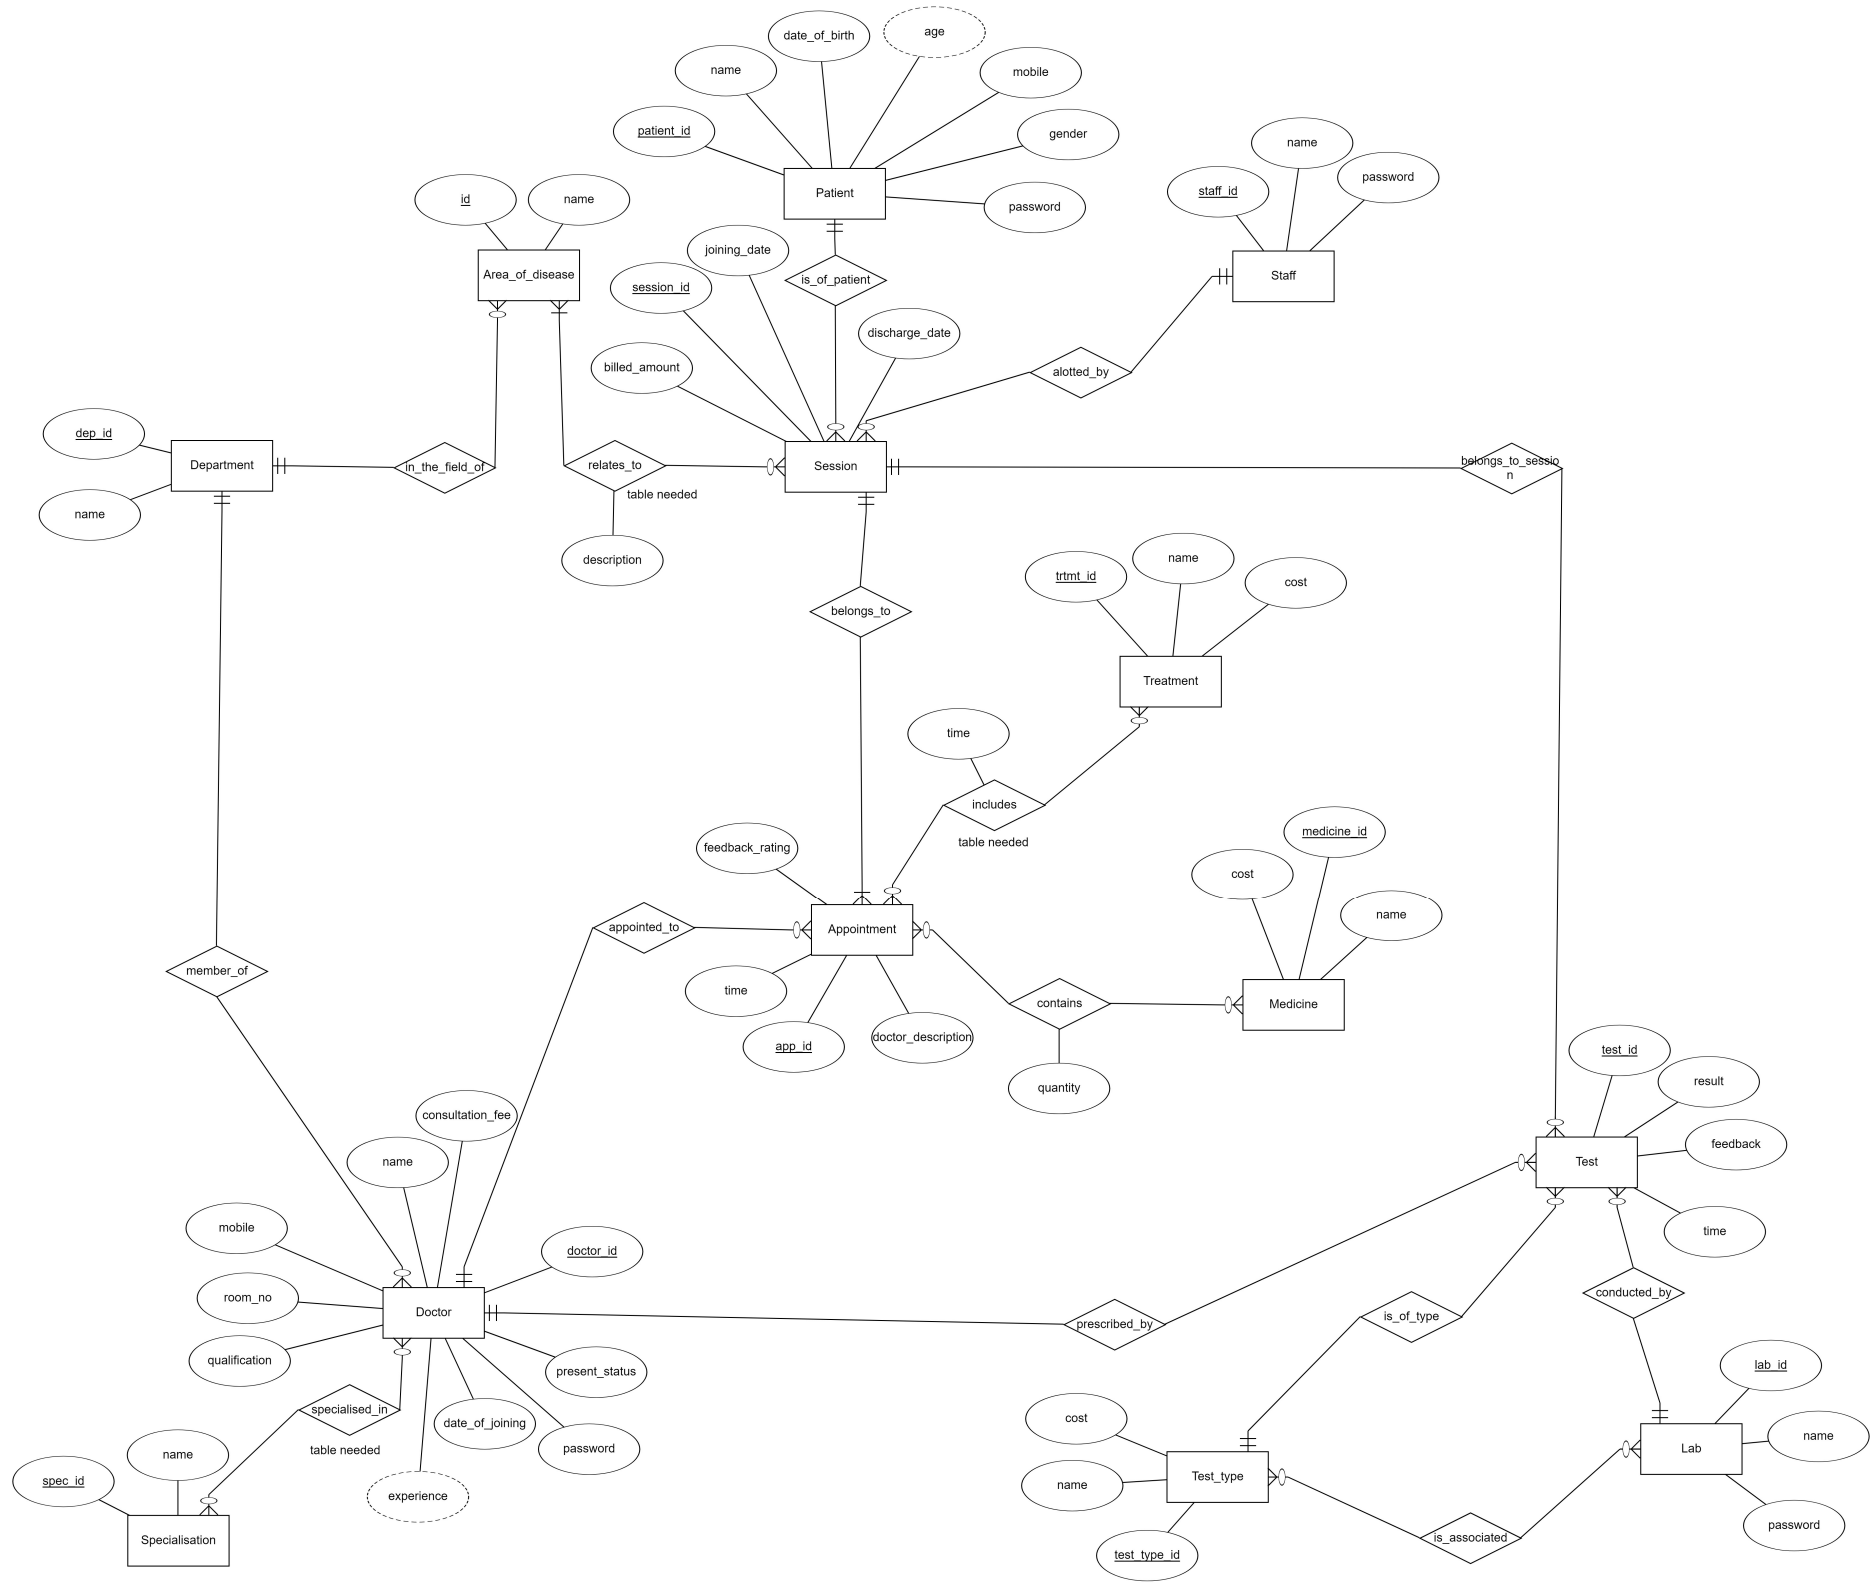 age
date_of_birth
name
mobile
patient_id
gender
name
password
staff_id
Patient
id
name
password
joining_date
Area_of_disease
is_of_patient
Staff
session_id
discharge_date
billed_amount
alotted_by
dep_id
Department
in_the_field_of
relates_to
Session
belongs_to_sessio
n
table needed
name
description
trtmt_id
name
cost
belongs_to
Treatment
time
includes
table needed
medicine_id
feedback_rating
cost
name
appointed_to
Appointment
member_of
time
contains
Medicine
app_id
doctor_description
quantity
test_id
result
consultation_fee
feedback
name
Test
mobile
time
doctor_id
room_no
conducted_by
Doctor
prescribed_by
is_of_type
qualification
present_status
lab_id
specialised_in
date_of_joining
cost
name
table needed
password
Lab
name
spec_id
Test_type
name
experience
password
Specialisation
is_associated
test_type_id